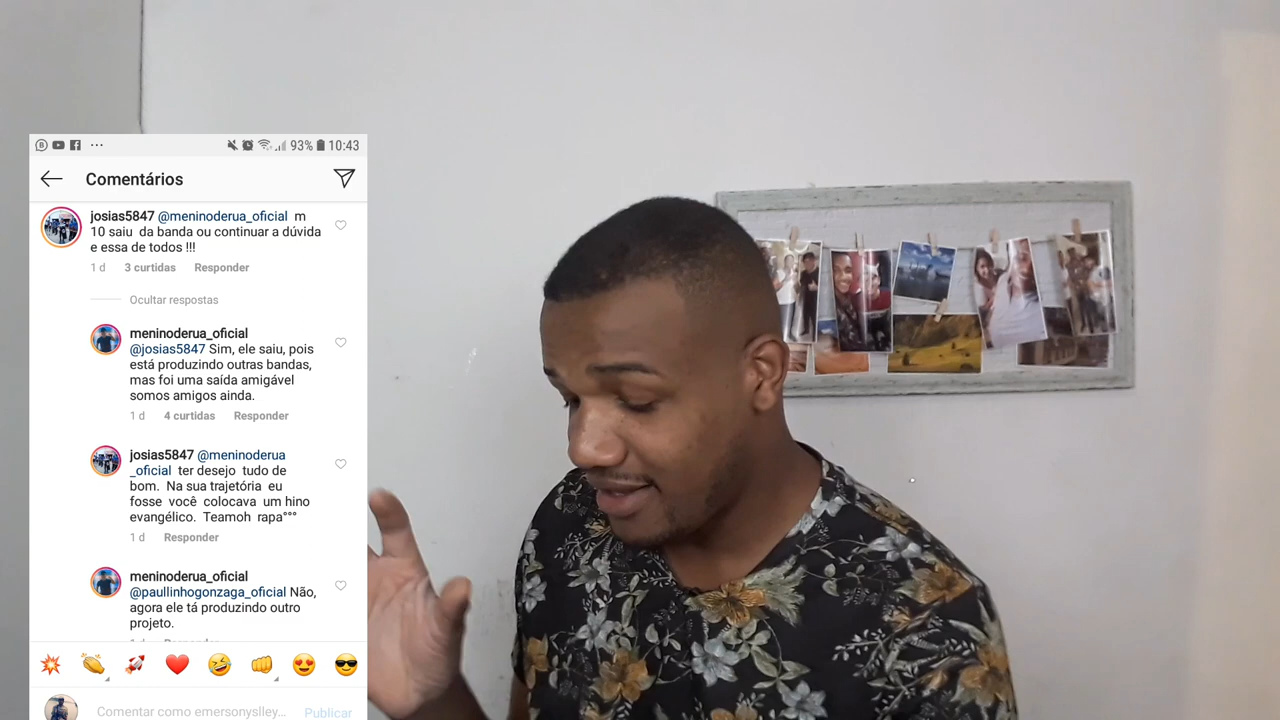 93% 10:43
Comentários
josias5847 @meninoderua_oficial m
10 saiu da banda ou continuar a dúvida
e essa de todos !!!
1 d 3 curtidas Responder
Ocultar respostas
meninoderua_oficial
@josias5847 Sim, ele saiu, pois
está produzindo outras bandas,
mas foi uma saída amigável
somos amigos ainda.
1 d 4 curtidas Responder
josias5847 @meninoderua
_oficial ter desejo tudo de
bom. Na sua trajetória eu
fosse você colocava um hino
evangélico. Teamoh rapa°°°
1 d Responder
meninoderua_oficial
@paullinhogonzaga_oficial Não,
agora ele tá produzindo outro
projeto.
1 d Responder
Comentar como emersonyslley... Publicar